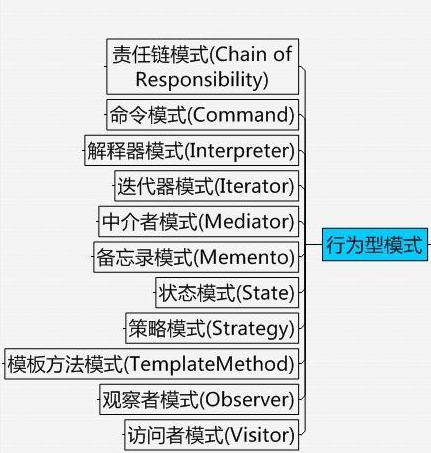 责任链模式(Chain of
Responsibility)
命令模式(Command)
解释器模式(Interpreter)
迭代器模式(Iterator)
中介者模式(Mediator)
行为型模式
备忘录模式(Memento)
状态模式(State)
策略模式(Strategy)
模板方法模式(TemplateMethod)
观察者模式(Observer)
访问者模式(Visitor)